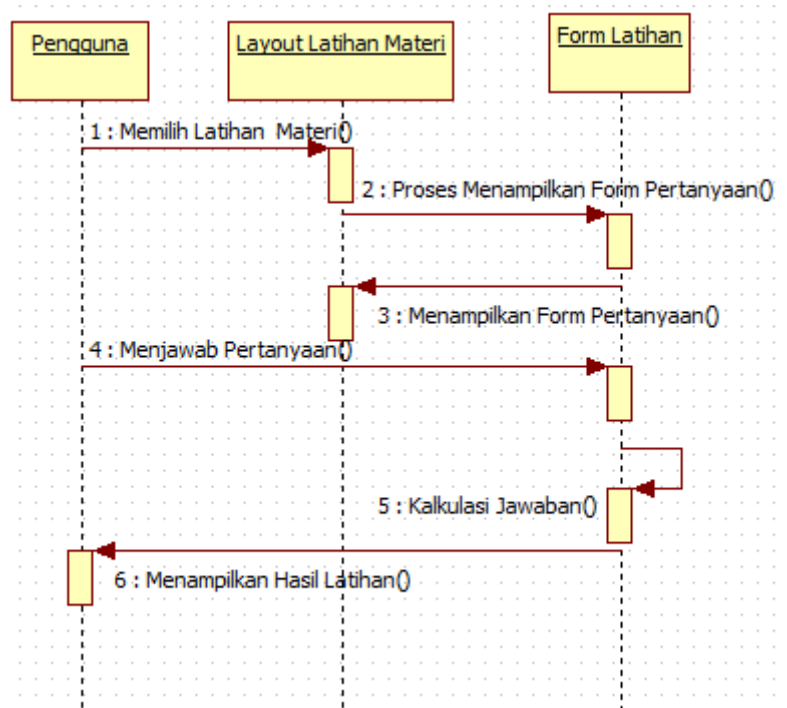 Pengguna
Layout Latihan Materi
Form Latihan
1 : Memilih Latihan Materi()
2 : Proses Menampilkan Form Pertanyaan()
3 : Menampilkan Form Pertanyaan()
4 : Menjawab Pertanyaan()
5 : Kalkulasi Jawaban()
6 : Menampilkan Hasil Latihan()